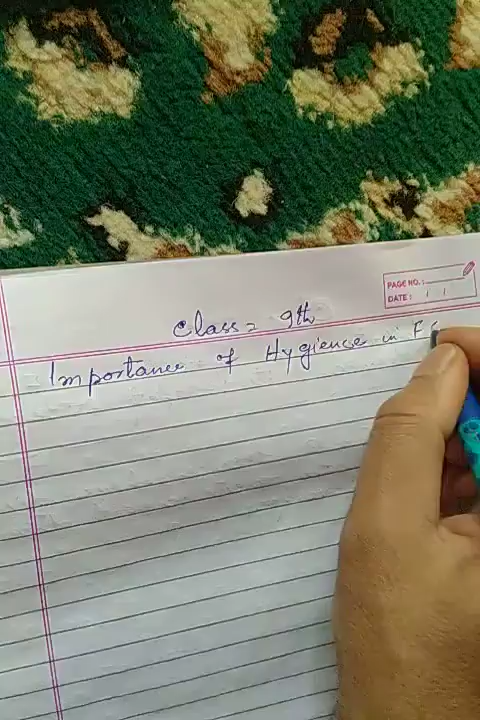 PAGE NO.:
DATE: / /
Class = 9th
Importance of Hygience in F